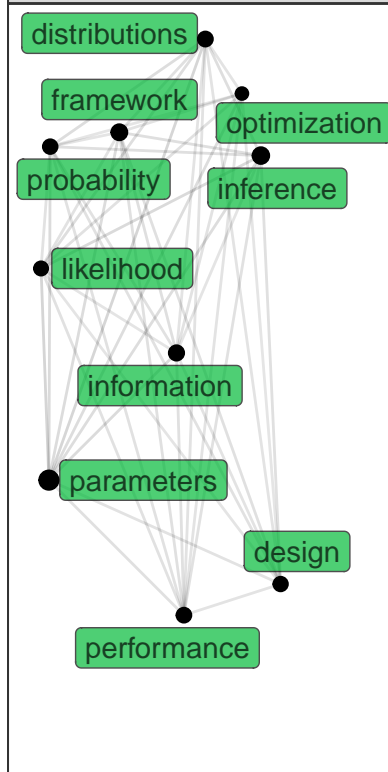 distributions
framework
optimization
probability
inference
likelihood
information
parameters
design
performance